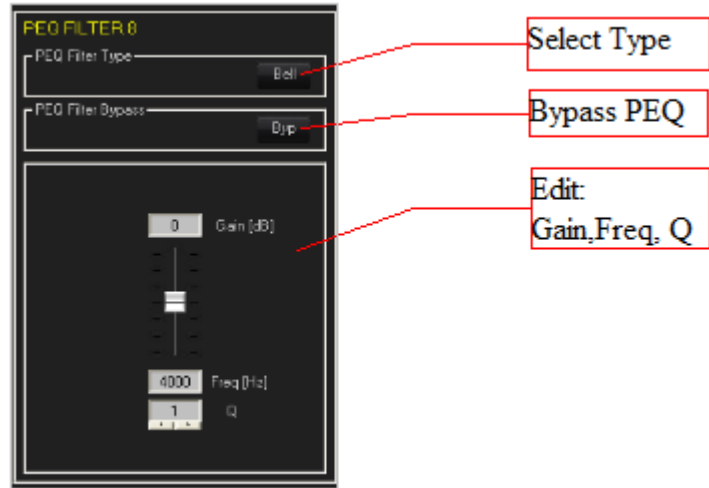 PEQ FILTER 8
PEQ Filter Type
Bell
PEQ Filter Bypass
Byp
0 Gain [dB]
4000 Freq [Hz]
1 Q
Select Type
Bypass PEQ
Edit:
Gain,Freq, Q